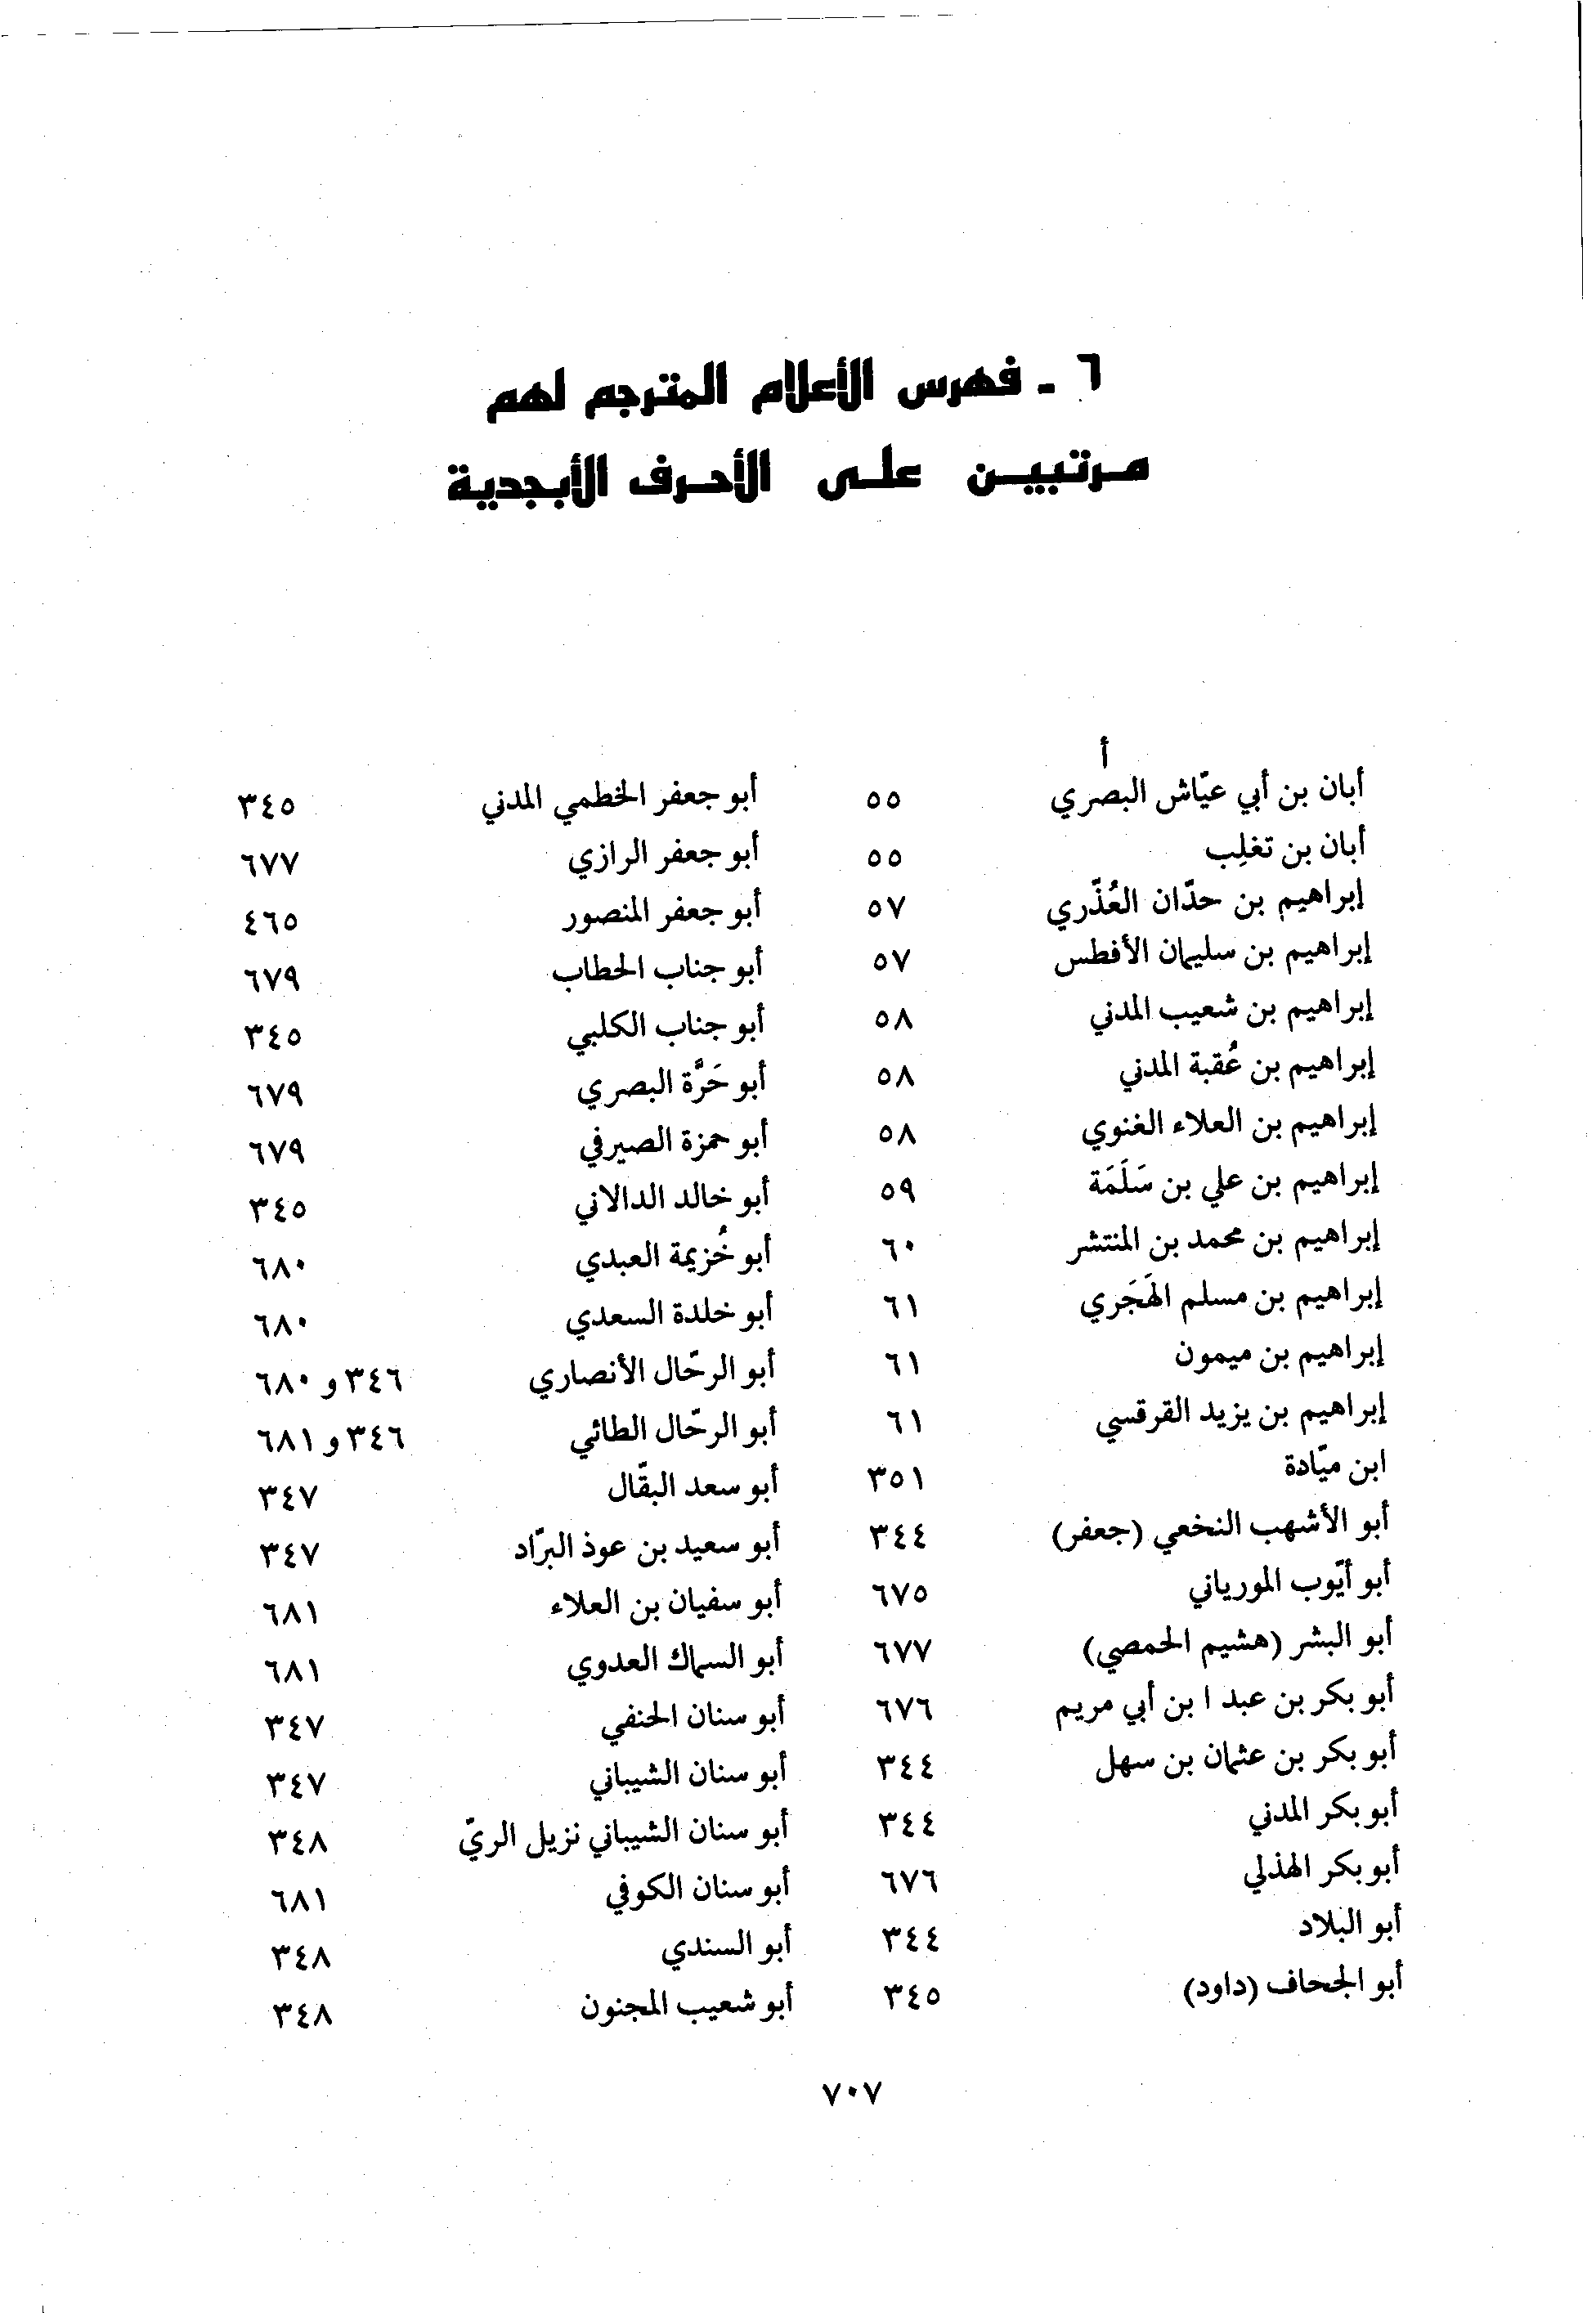 ٦ - فهرس الأعلام المترجم لهم
مرتبين على الأحرف الأبجدية
أ
أبان بن أبي عيّاش البصري ٥٥
أبان بن تغلِب ٥٥
إبراهيم بن حدّان العُذّري ٥٧
إبراهيم بن سليمان الأفطس ٥٧
إبراهيم بن شعيب المدني ٥٨
إبراهيم بن عُقبة المدني ٥٨
إبراهيم بن العلاء الغنوي ٥٨
إبراهيم بن علي بن سَلَمَة ٥٩
إبراهيم بن محمد بن المنتشر ٦٠
إبراهيم بن مسلم الهَجَري ٦١
إبراهيم بن ميمون ٦١
إبراهيم بن يزيد القرقسي ٦١
ابن ميّادة ٣٥١
أبو الأشهب النخعي (جعفر) ٣٤٤
أبو أيّوب المورياني ٦٧٥
أبو البشر (هشيم الحمصي) ٦٧٧
أبو بكر بن عبد ا بن أبي مريم ٦٧٦
أبو بكر بن عثمان بن سهل ٣٤٤
أبو بكر المدني ٣٤٤
أبو بكر الهذلي ٦٧٦
أبو البلاد ٣٤٤
أبو الجحاف (داود) ٣٤٥
أبو جعفر الخطمي المدني ٣٤٥
أبو جعفر الرازي ٦٧٧
أبو جعفر المنصور ٤٦٥
أبو جناب الحطاب ٦٧٩
أبو جناب الكلبي ٣٤٥
أبو حَرَّة البصري ٦٧٩
أبو حمزة الصيرفي ٦٧٩
أبو خالد الدالاني ٣٤٥
أبو خُزيمة العبدي ٦٨٠
أبو خلدة السعدي ٦٨٠
أبو الرحّال الأنصاري ٣٤٦ و ٦٨٠
أبو الرحّال الطائي ٣٤٦ و ٦٨١
أبو سعد البقّال ٣٤٧
أبو سعيد بن عوذ البرّاد ٣٤٧
أبو سفيان بن العلاء ٦٨١
أبو السماك العدوي ٦٨١
أبو سنان الحنفي ٣٤٧
أبو سنان الشيباني ٣٤٧
أبو سنان الشيباني نزيل الريّ ٣٤٨
أبو سنان الكوفي ٦٨١
أبو السندي ٣٤٨
أبو شعيب المجنون ٣٤٨
٧٠٧